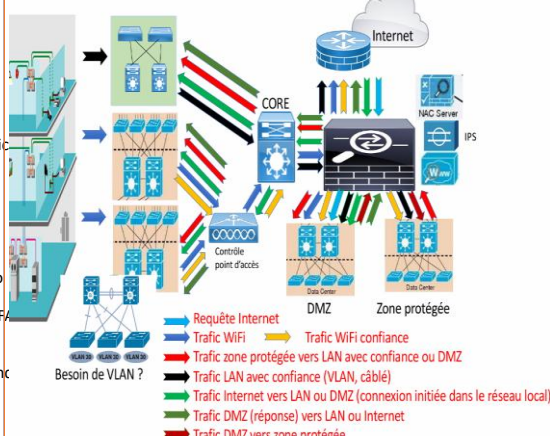 Internet
CORE
NAC Server
IPS
WWW
Contrôle
point d'accès
Data Center
Data Center
DMZ
Zone protégée
VLAN 30
VLAN 20
Besoin de VLAN ?
Requête Internet
Trafic WiFi
Trafic WiFi confiance
Trafic zone protégée vers LAN avec confiance ou DMZ
Trafic LAN avec confiance (VLAN, câblé)
Trafic Internet vers LAN ou DMZ (connexion initiée dans le réseau local)
Trafic DMZ (réponse) vers LAN ou Internet
Trafic DMZ vers zone protégée